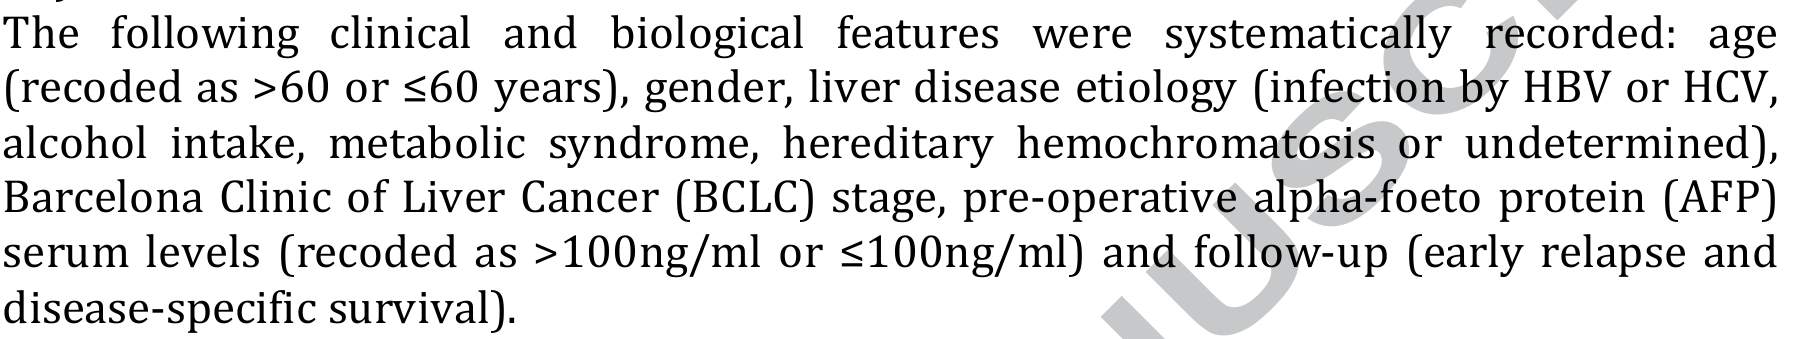 The following clinical and biological features were systematically recorded: age
(recoded as >60 or ≤60 years), gender, liver disease etiology (infection by HBV or HCV,
alcohol intake, metabolic syndrome, hereditary hemochromatosis or undetermined),
Barcelona Clinic of Liver Cancer (BCLC) stage, pre-operative alpha-foeto protein (AFP)
serum levels (recoded as >100ng/ml or ≤100ng/ml) and follow-up (early relapse and
disease-specific survival).